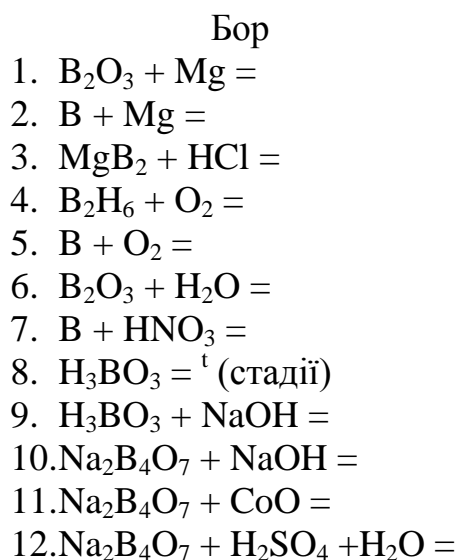 Бор
1. B₂O₃ + Mg =
2. B + Mg =
3. MgB₂ + HCl =
4. B₂H₆ + O₂ =
5. B + O₂ =
6. B₂O₃ + H₂O =
7. B + HNO₃ =
8. H₃BO₃ = ᵗ (стадії)
9. H₃BO₃ + NaOH =
10.Na₂B₄O₇ + NaOH =
11.Na₂B₄O₇ + CoO =
12.Na₂B₄O₇ + H₂SO₄ +H₂O =